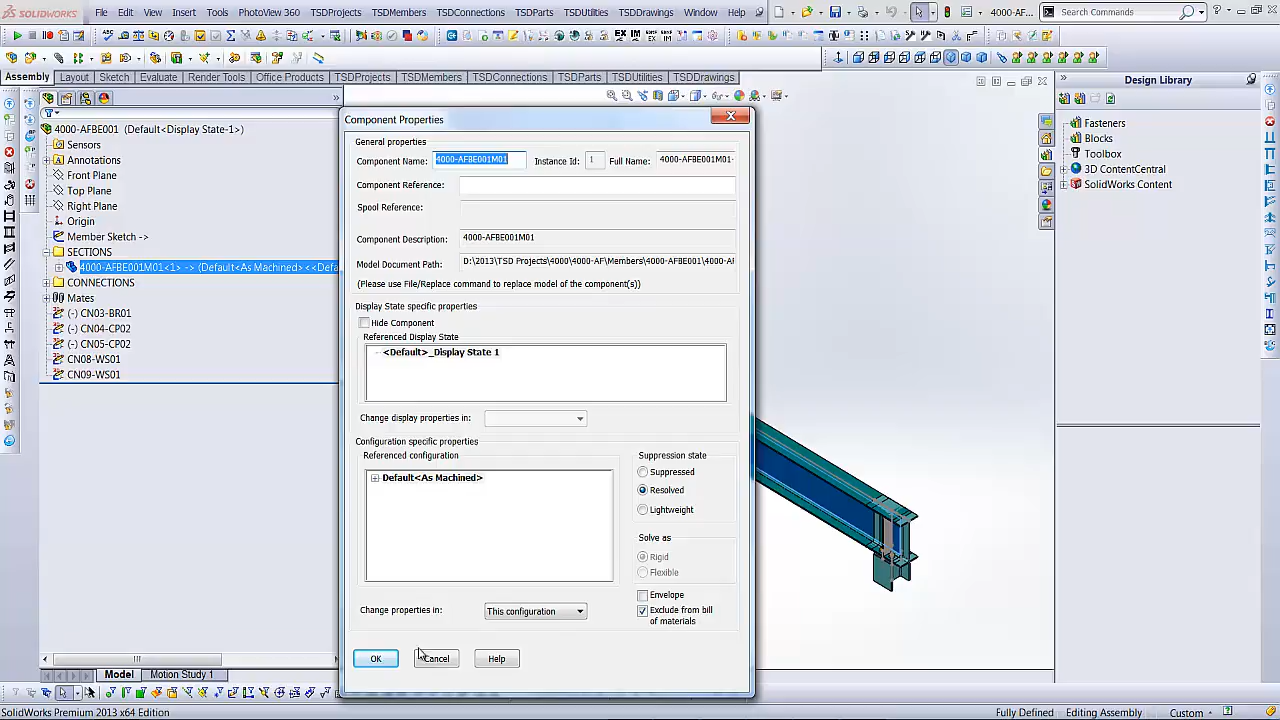 SOLIDWORKS File Edit View Insert Tools PhotoView 360 TSDProjects TSDMembers TSDConnections TSDParts TSDUtilities TSDDrawings Window Help 4000-AF... Search Commands
Assembly Layout Sketch Evaluate Render Tools Office Products TSDProjects TSDMembers TSDConnections TSDParts TSDUtilities TSDDrawings
Design Library
4000-AFBE001 (Default<Display State-1>)
Sensors
Annotations
Front Plane
Top Plane
Right Plane
Origin
Member Sketch ->
SECTIONS
4000-AFBE001M01<1> -> (Default<As Machined> <<Defa
CONNECTIONS
Mates
(-) CN03-BR01
(-) CN04-CP02
(-) CN05-CP02
CN08-WS01
CN09-WS01
Component Properties
General properties
Component Name: 4000-AFBE001M01 Instance Id: 1 Full Name: 4000-AFBE001M01-
Component Reference:
Spool Reference:
Component Description: 4000-AFBE001M01
Model Document Path: D:\2013\TSD Projects\4000\4000-AF\Members\4000-AFBE001\4000-AF
(Please use File/Replace command to replace model of the component(s))
Display State specific properties
Hide Component
Referenced Display State
<Default>_Display State 1
Change display properties in:
Configuration specific properties
Referenced configuration
Default<As Machined>
Suppression state
Suppressed
Resolved
Lightweight
Solve as
Rigid
Flexible
Envelope
Exclude from bill
of materials
Change properties in: This configuration
OK Cancel Help
Fasteners
Blocks
Toolbox
3D ContentCentral
SolidWorks Content
Model Motion Study 1
SolidWorks Premium 2013 x64 Edition Fully Defined Editing Assembly Custom